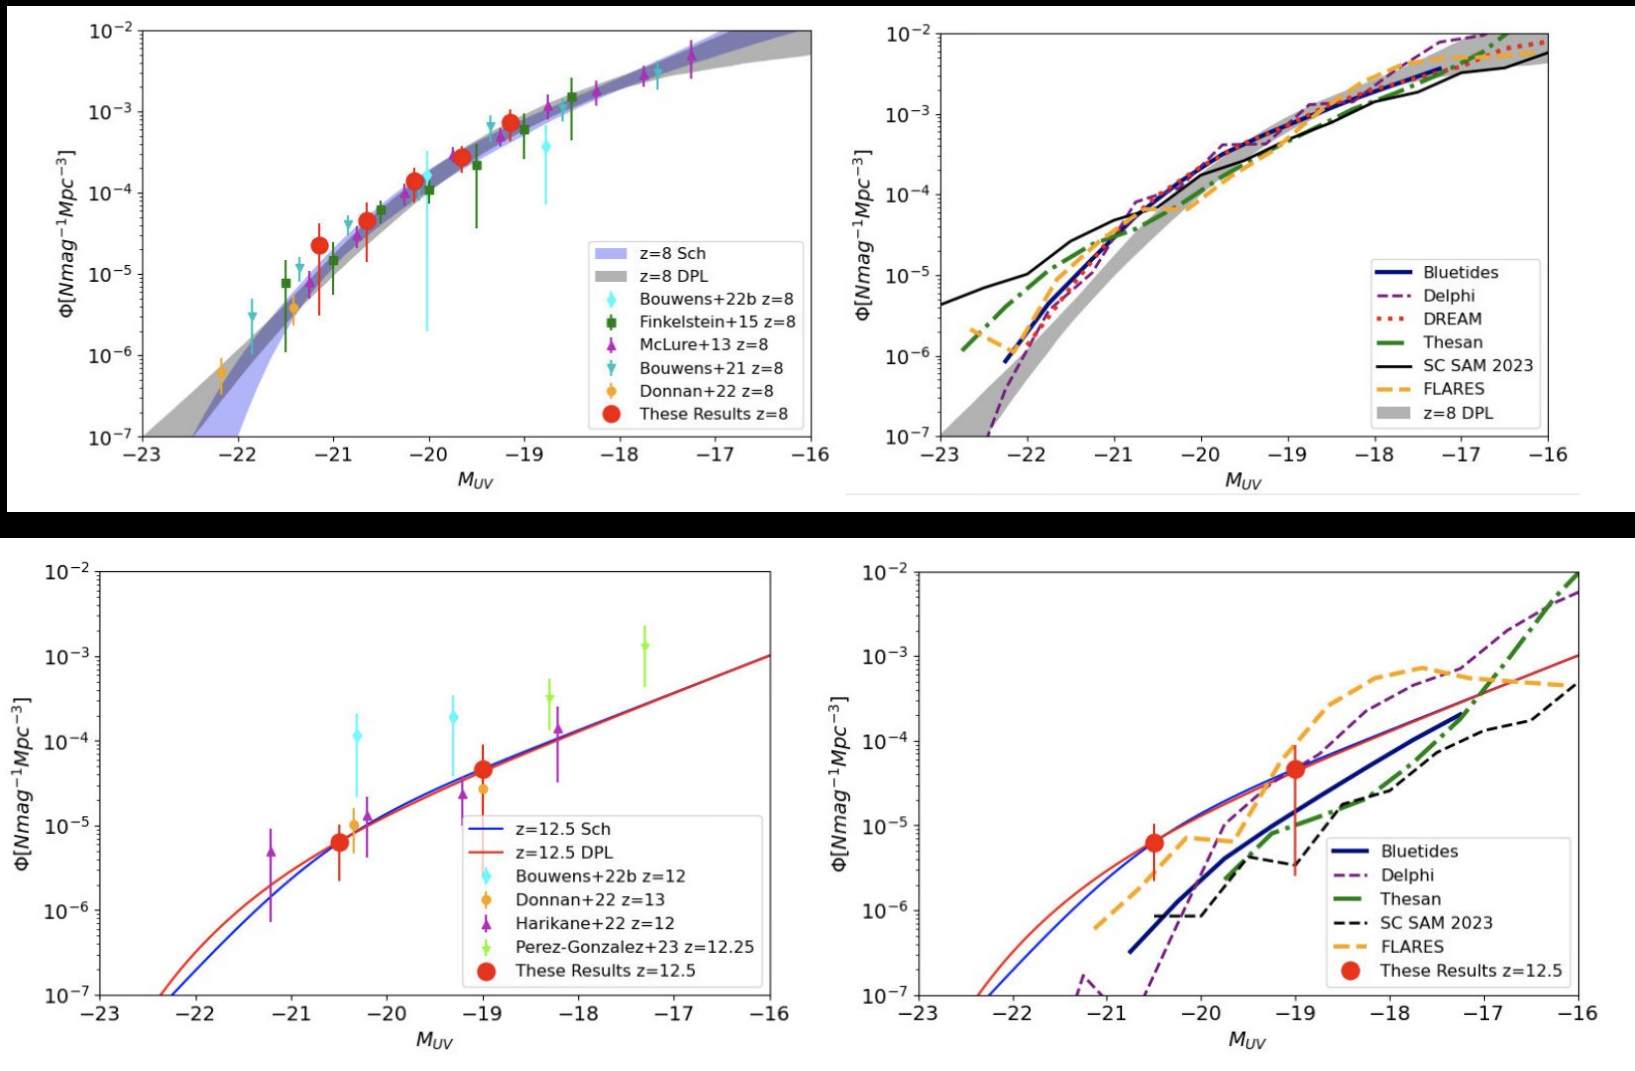 10⁻²
10⁻³
10⁻⁴
10⁻⁵
10⁻⁶
10⁻⁷
Φ[Nmag⁻¹Mpc⁻³]
z=8 Sch
z=8 DPL
Bouwens+22b z=8
Finkelstein+15 z=8
McLure+13 z=8
Bouwens+21 z=8
Donnan+22 z=8
These Results z=8
−23 −22 −21 −20 −19 −18 −17 −16
M_UV
10⁻²
10⁻³
10⁻⁴
10⁻⁵
10⁻⁶
10⁻⁷
Φ[Nmag⁻¹Mpc⁻³]
Bluetides
Delphi
DREAM
Thesan
SC SAM 2023
FLARES
z=8 DPL
−23 −22 −21 −20 −19 −18 −17 −16
M_UV
10⁻²
10⁻³
10⁻⁴
10⁻⁵
10⁻⁶
10⁻⁷
Φ[Nmag⁻¹Mpc⁻³]
z=12.5 Sch
z=12.5 DPL
Bouwens+22b z=12
Donnan+22 z=13
Harikane+22 z=12
Perez-Gonzalez+23 z=12.25
These Results z=12.5
−23 −22 −21 −20 −19 −18 −17 −16
M_UV
10⁻²
10⁻³
10⁻⁴
10⁻⁵
10⁻⁶
10⁻⁷
Φ[Nmag⁻¹Mpc⁻³]
Bluetides
Delphi
Thesan
SC SAM 2023
FLARES
These Results z=12.5
−23 −22 −21 −20 −19 −18 −17 −16
M_UV